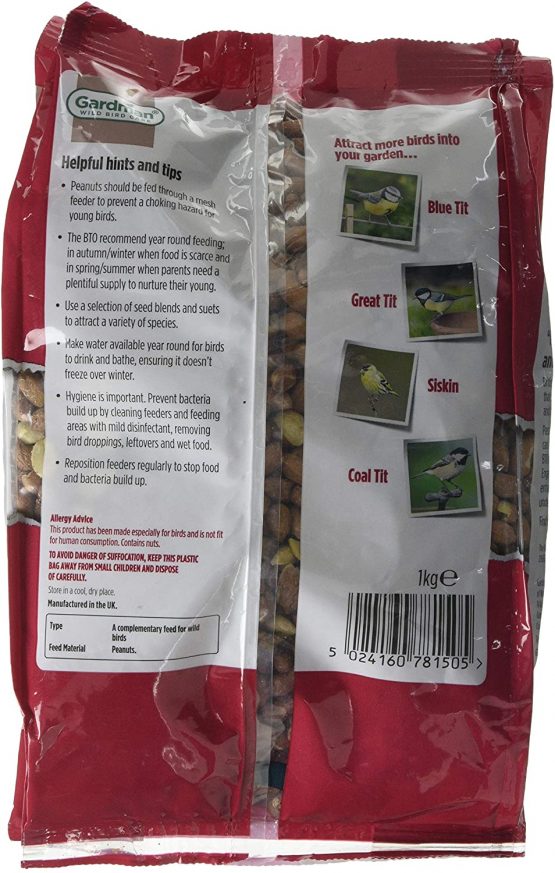 Gardman®
WILD BIRD CARE
Helpful hints and tips
• Peanuts should be fed through a mesh
feeder to prevent a choking hazard for
young birds.
• The BTO recommend year round feeding;
in autumn/winter when food is scarce and
in spring/summer when parents need a
plentiful supply to nurture their young.
• Use a selection of seed blends and suets
to attract a variety of species.
• Make water available year round for birds
to drink and bathe, ensuring it doesn't
freeze over winter.
• Hygiene is important. Prevent bacteria
build up by cleaning feeders and feeding
areas with mild disinfectant, removing
bird droppings, leftovers and wet food.
• Reposition feeders regularly to stop food
and bacteria build up.
Allergy Advice
This product has been made especially for birds and is not fit
for human consumption. Contains nuts.
TO AVOID DANGER OF SUFFOCATION, KEEP THIS PLASTIC
BAG AWAY FROM SMALL CHILDREN AND DISPOSE
OF CAREFULLY.
Store in a cool, dry place.
Manufactured in the UK.
Type A complementary feed for wild
birds
Feed Material Peanuts.
Attract more birds into
your garden...
Blue Tit
Great Tit
Siskin
Coal Tit
1kg℮
5 024160 781505 >